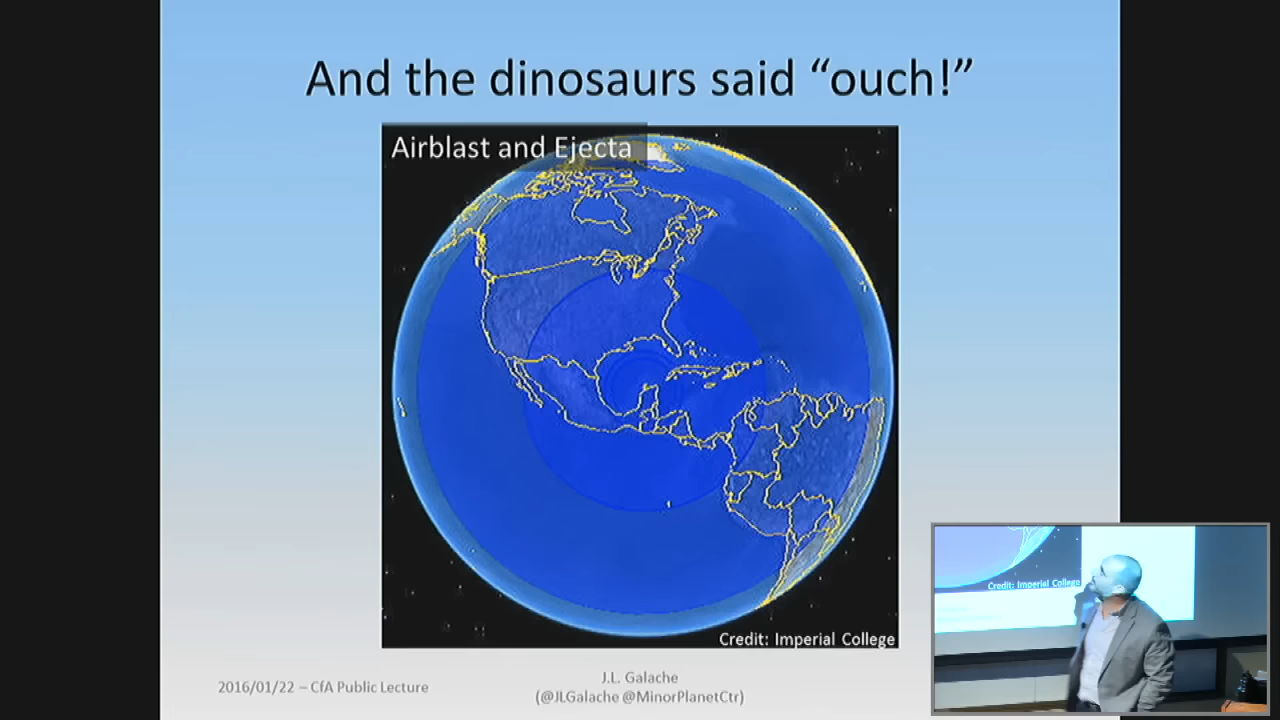 And the dinosaurs said “ouch!”
Airblast and Ejecta
Credit: Imperial College
2016/01/22 – CfA Public Lecture
J.L. Galache
(@JLGalache @MinorPlanetCtr)
Credit: Imperial College